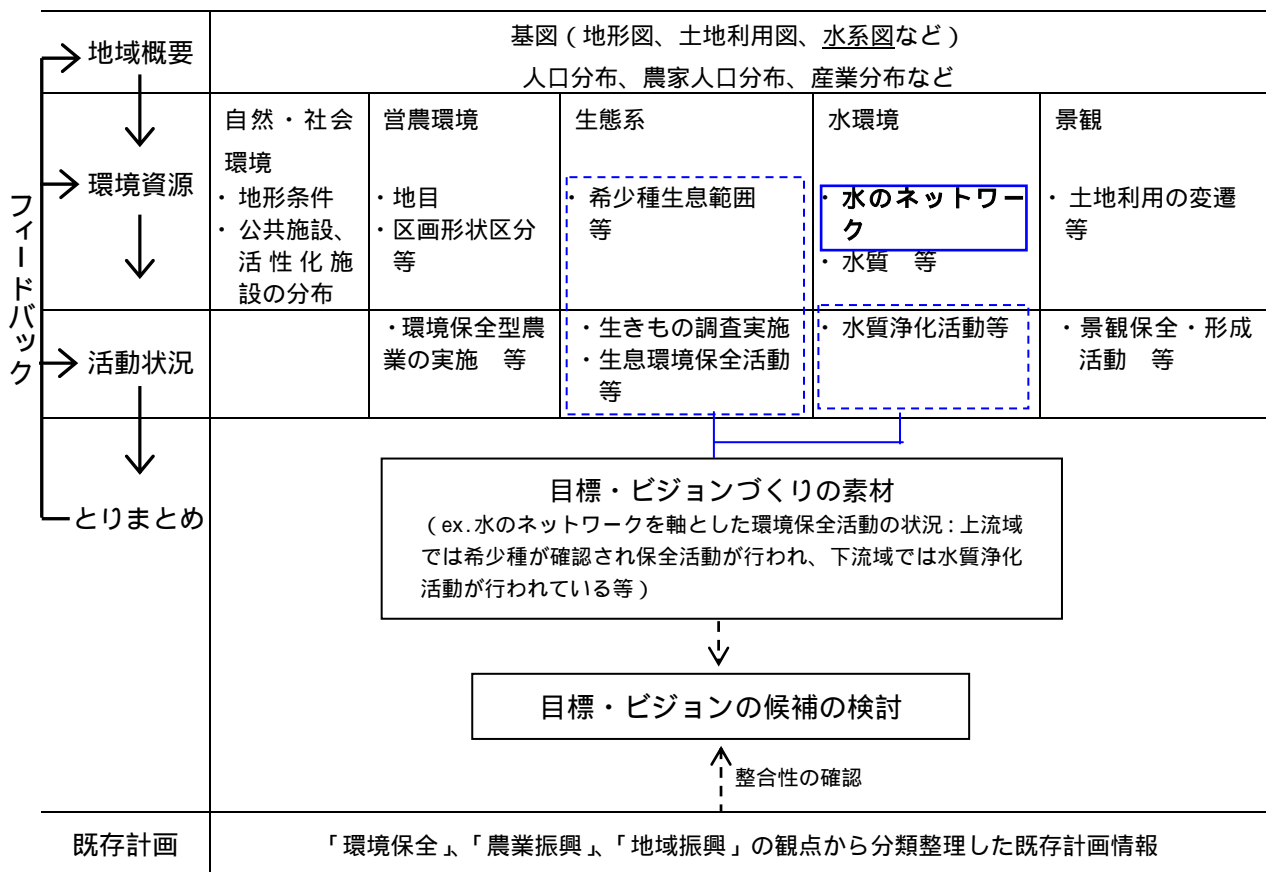 地域概要
基図（地形図、土地利用図、水系図など）
人口分布、農家人口分布、産業分布など
フィードバック
環境資源
自然・社会
環境
・地形条件
・公共施設、
活性化施
設の分布
営農環境
・地目
・区画形状区分
等
生態系
・希少種生息範囲
等
水環境
・水のネットワー
ク
・水質　等
景観
・土地利用の変遷
等
活動状況
・環境保全型農
業の実施　等
・生きもの調査実施
・生息環境保全活動
等
・水質浄化活動等
・景観保全・形成
活動　等
とりまとめ
目標・ビジョンづくりの素材
（ex.水のネットワークを軸とした環境保全活動の状況：上流域
では希少種が確認され保全活動が行われ、下流域では水質浄化
活動が行われている等）
目標・ビジョンの候補の検討
整合性の確認
既存計画
「環境保全」、「農業振興」、「地域振興」の観点から分類整理した既存計画情報